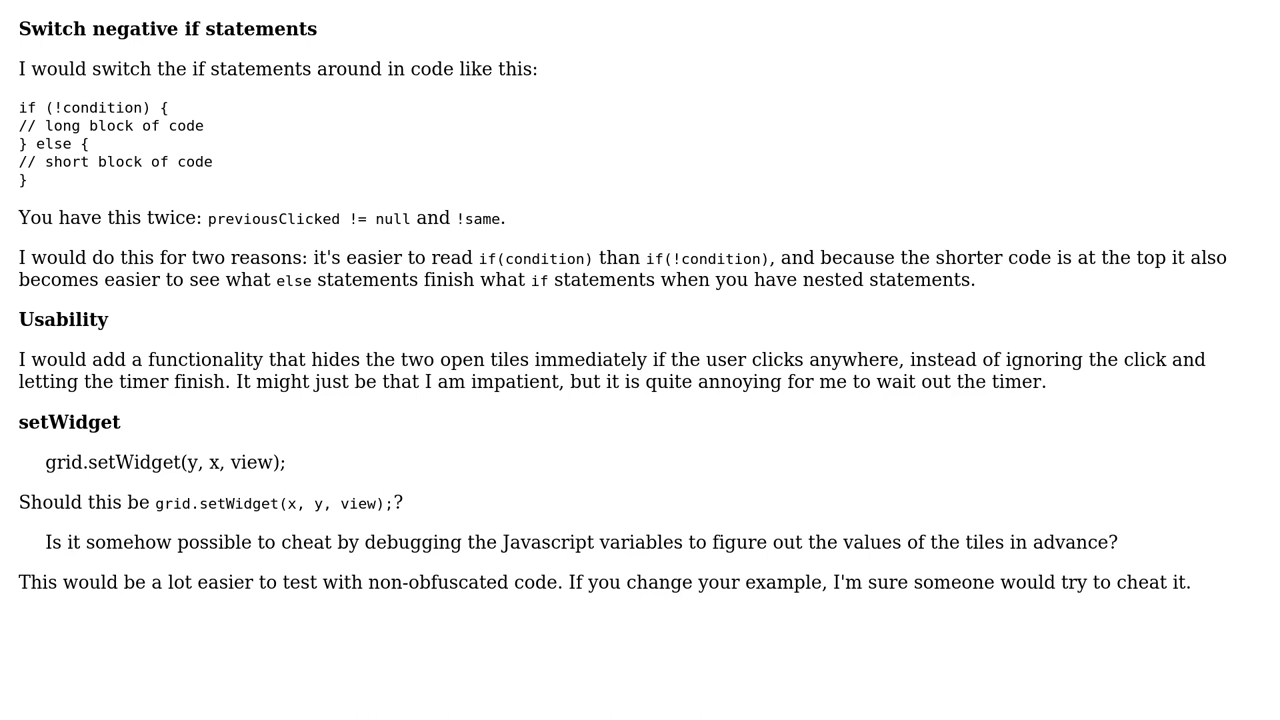 Switch negative if statements
I would switch the if statements around in code like this:
if (!condition) {
// long block of code
} else {
// short block of code
}
You have this twice: previousClicked != null and !same.
I would do this for two reasons: it's easier to read if(condition) than if(!condition), and because the shorter code is at the top it also
becomes easier to see what else statements finish what if statements when you have nested statements.
Usability
I would add a functionality that hides the two open tiles immediately if the user clicks anywhere, instead of ignoring the click and
letting the timer finish. It might just be that I am impatient, but it is quite annoying for me to wait out the timer.
setWidget
grid.setWidget(y, x, view);
Should this be grid.setWidget(x, y, view);?
Is it somehow possible to cheat by debugging the Javascript variables to figure out the values of the tiles in advance?
This would be a lot easier to test with non-obfuscated code. If you change your example, I'm sure someone would try to cheat it.